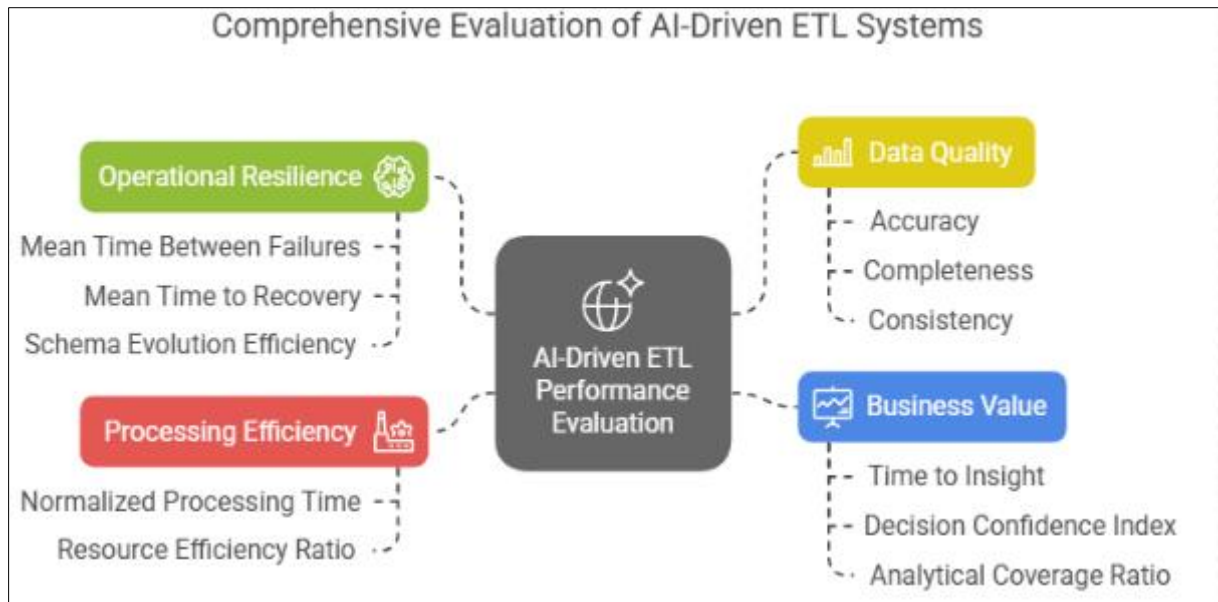 Comprehensive Evaluation of AI-Driven ETL Systems
Operational Resilience
Mean Time Between Failures
Mean Time to Recovery
Schema Evolution Efficiency
Processing Efficiency
Normalized Processing Time
Resource Efficiency Ratio
AI-Driven ETL
Performance
Evaluation
Data Quality
Accuracy
Completeness
Consistency
Business Value
Time to Insight
Decision Confidence Index
Analytical Coverage Ratio